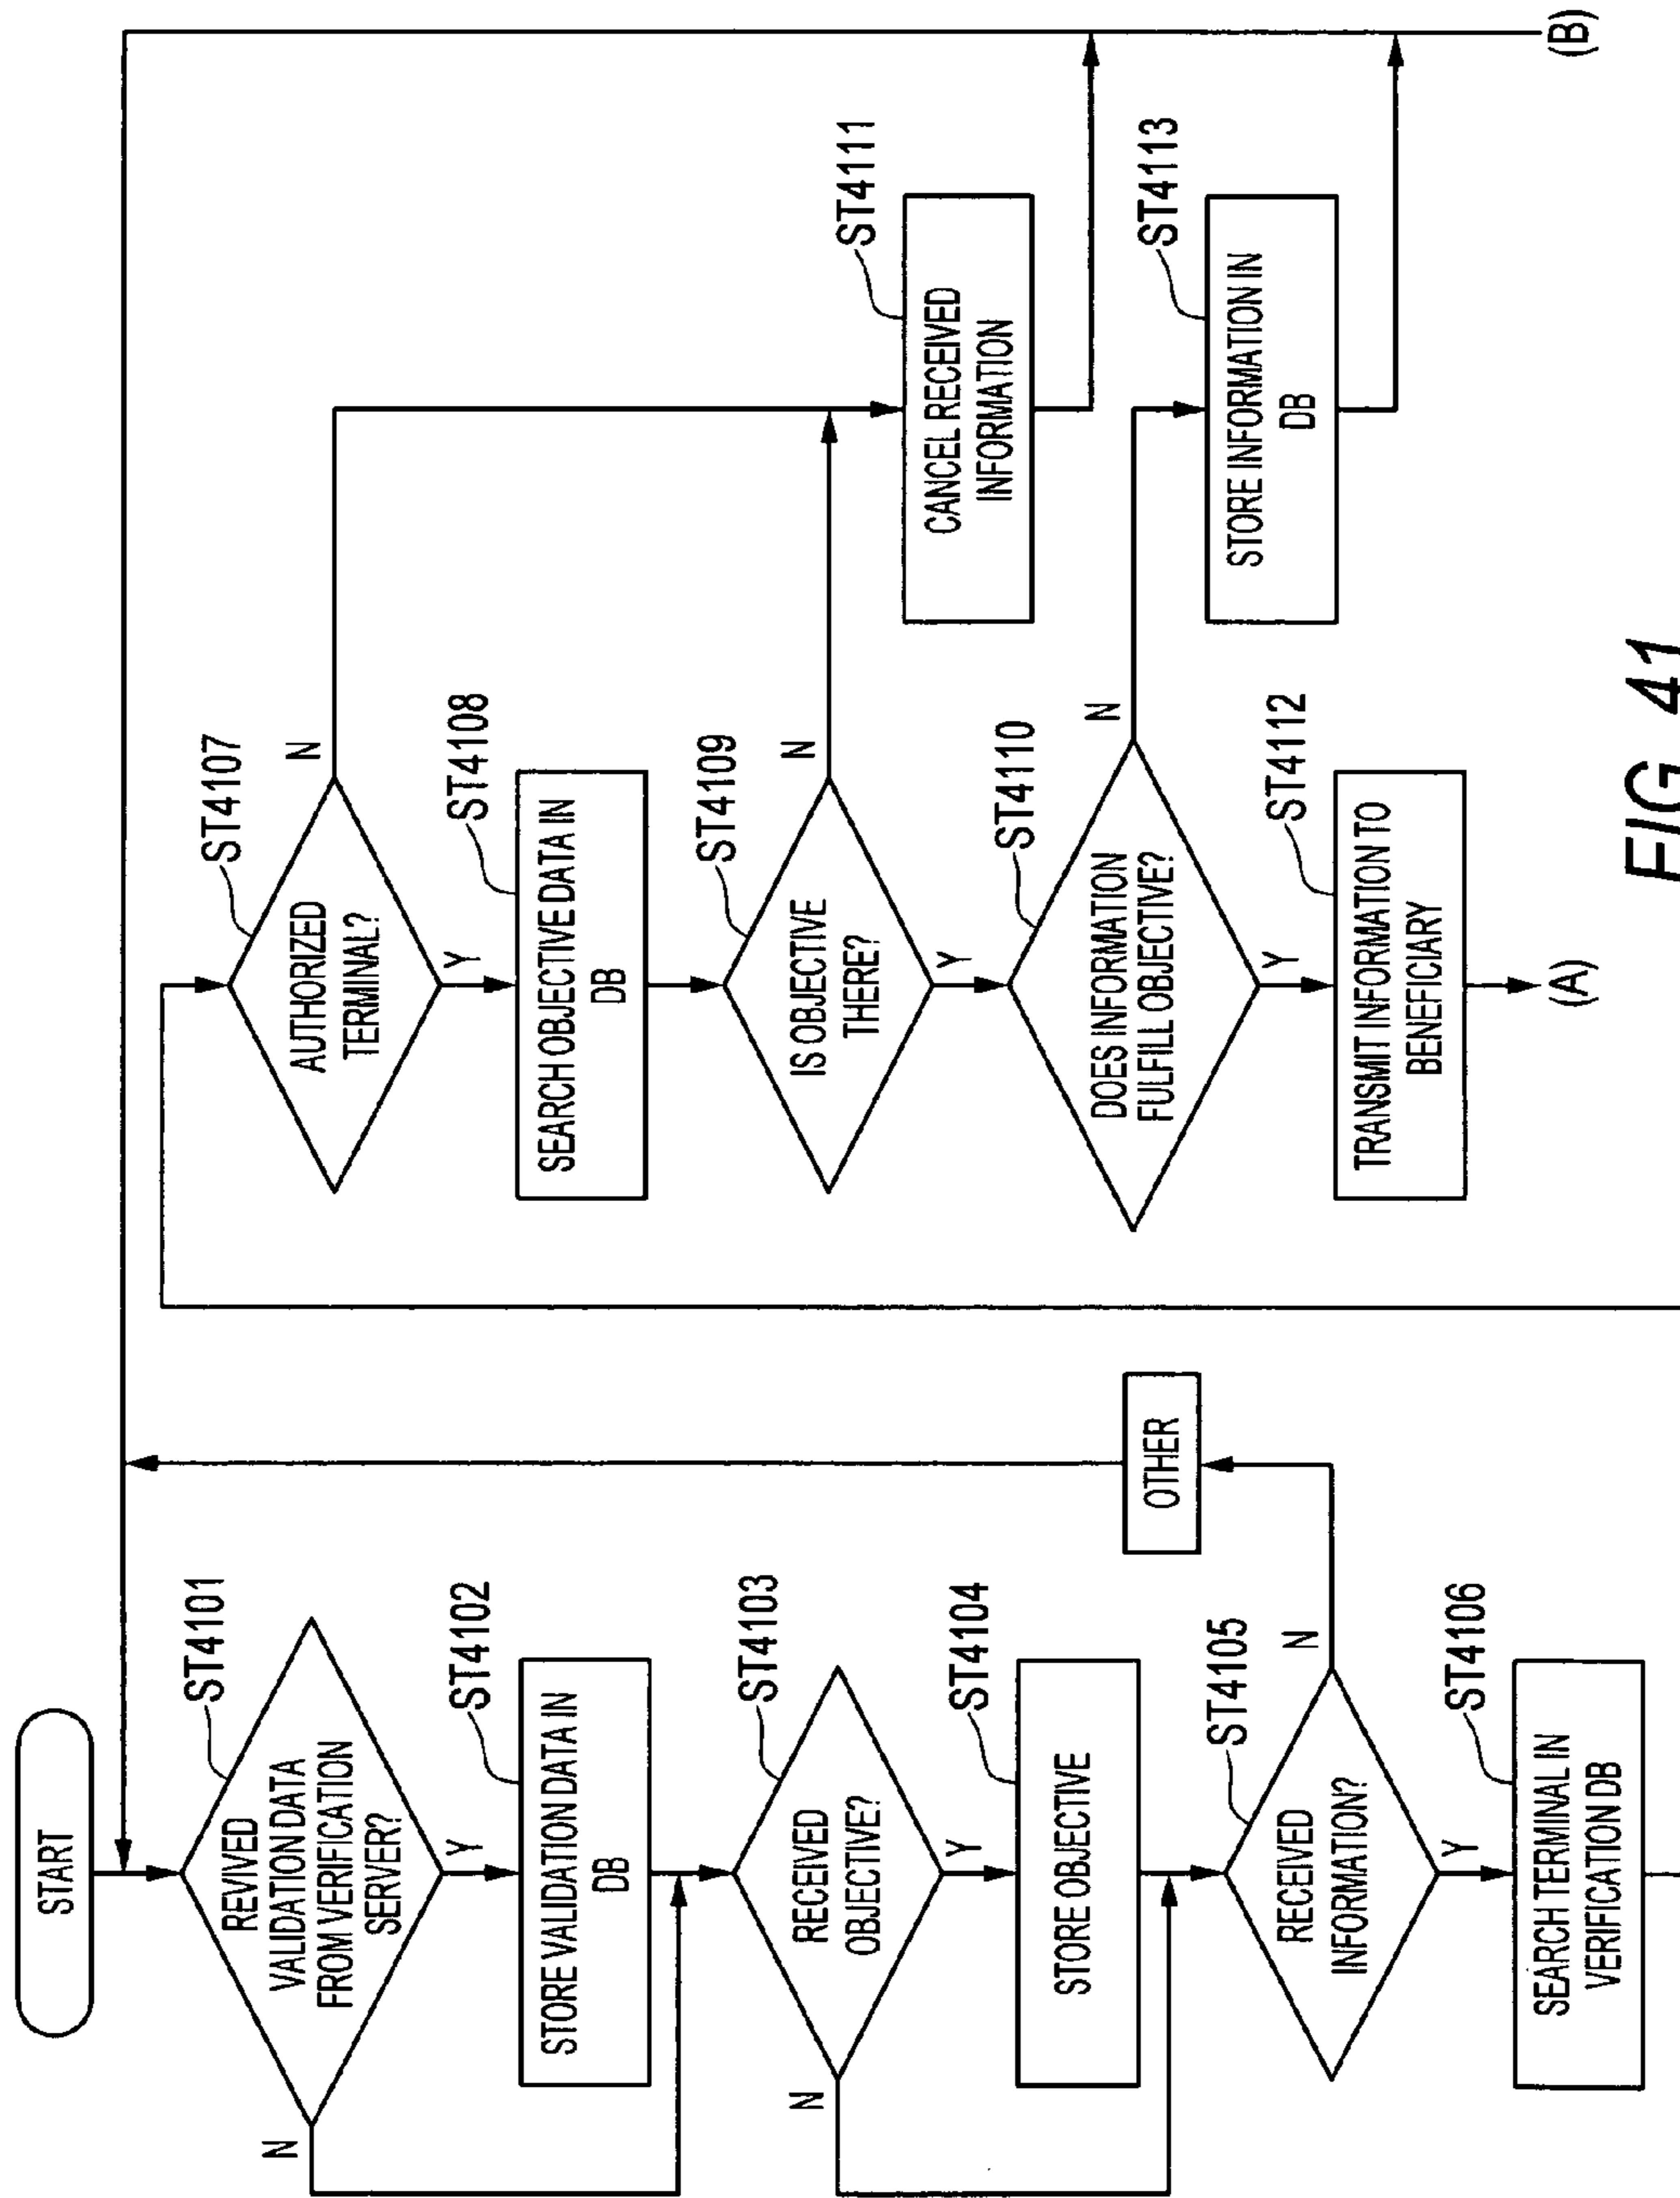 START
ST4101
REVIVED
VALIDATION DATA
FROM VERIFICATION
SERVER?
N
Y
ST4102
STORE VALIDATION DATA IN
DB
ST4103
RECEIVED
OBJECTIVE?
N
Y
ST4104
STORE OBJECTIVE
ST4105
RECEIVED
INFORMATION?
N
Y
OTHER
ST4106
SEARCH TERMINAL IN
VERIFICATION DB
ST4107
AUTHORIZED
TERMINAL?
N
Y
ST4108
SEARCH OBJECTIVE DATA IN
DB
ST4109
IS OBJECTIVE
THERE?
N
Y
ST4110
DOES INFORMATION
FULFILL OBJECTIVE?
N
Y
ST4111
CANCEL RECEIVED
INFORMATION
ST4112
TRANSMIT INFORMATION TO
BENEFICIARY
ST4113
STORE INFORMATION IN
DB
(A)
(B)
FIG. 41